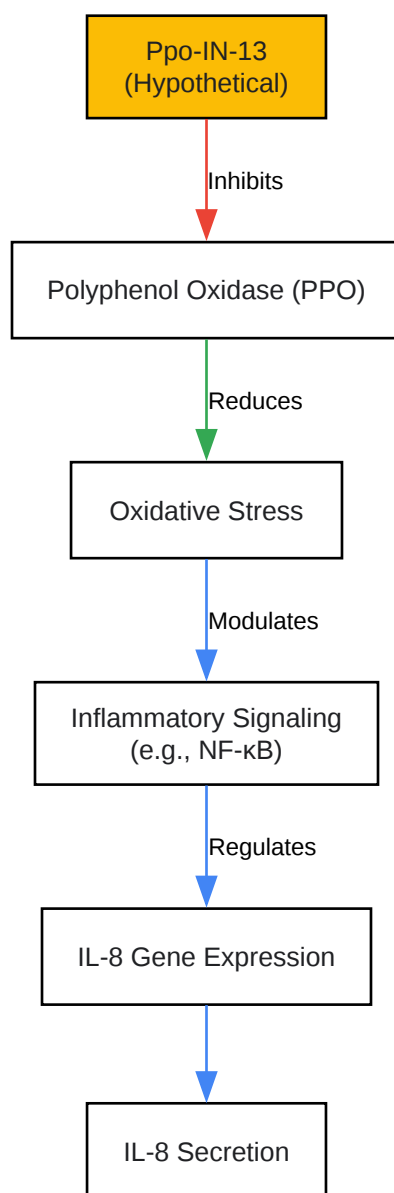 Ppo-IN-13
(Hypothetical)
Inhibits
Polyphenol Oxidase (PPO)
Reduces
Oxidative Stress
Modulates
Inflammatory Signaling
(e.g., NF-κB)
Regulates
IL-8 Gene Expression
IL-8 Secretion